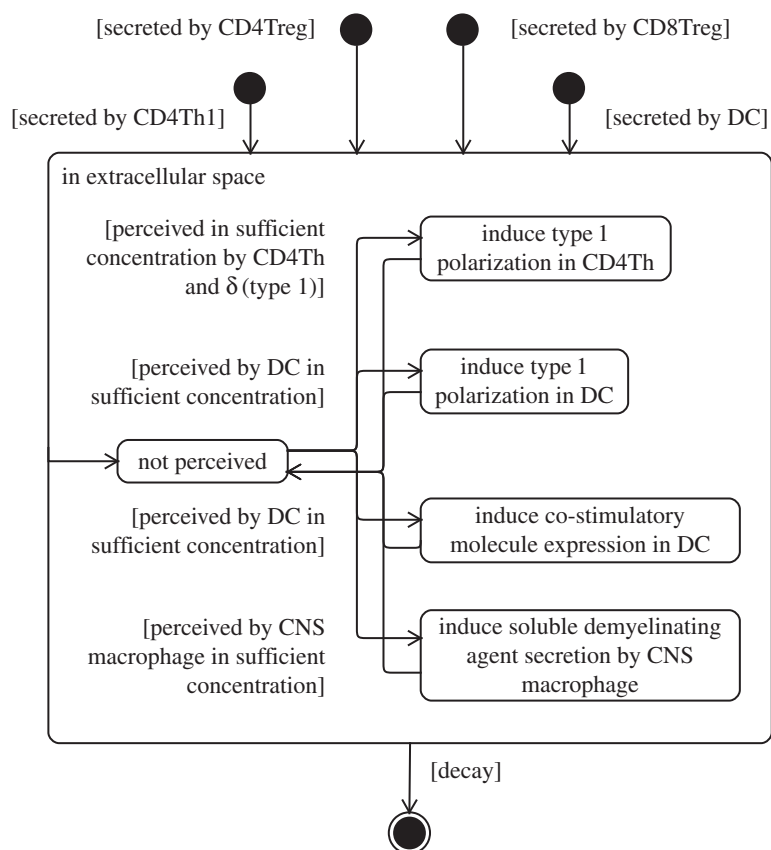 [secreted by CD4Treg]
[secreted by CD8Treg]
[secreted by CD4Th1]
[secreted by DC]
in extracellular space
[perceived in sufficient
concentration by CD4Th
and δ (type 1)]
induce type 1
polarization in CD4Th
[perceived by DC in
sufficient concentration]
induce type 1
polarization in DC
not perceived
[perceived by DC in
sufficient concentration]
induce co-stimulatory
molecule expression in DC
[perceived by CNS
macrophage in sufficient
concentration]
induce soluble demyelinating
agent secretion by CNS
macrophage
[decay]